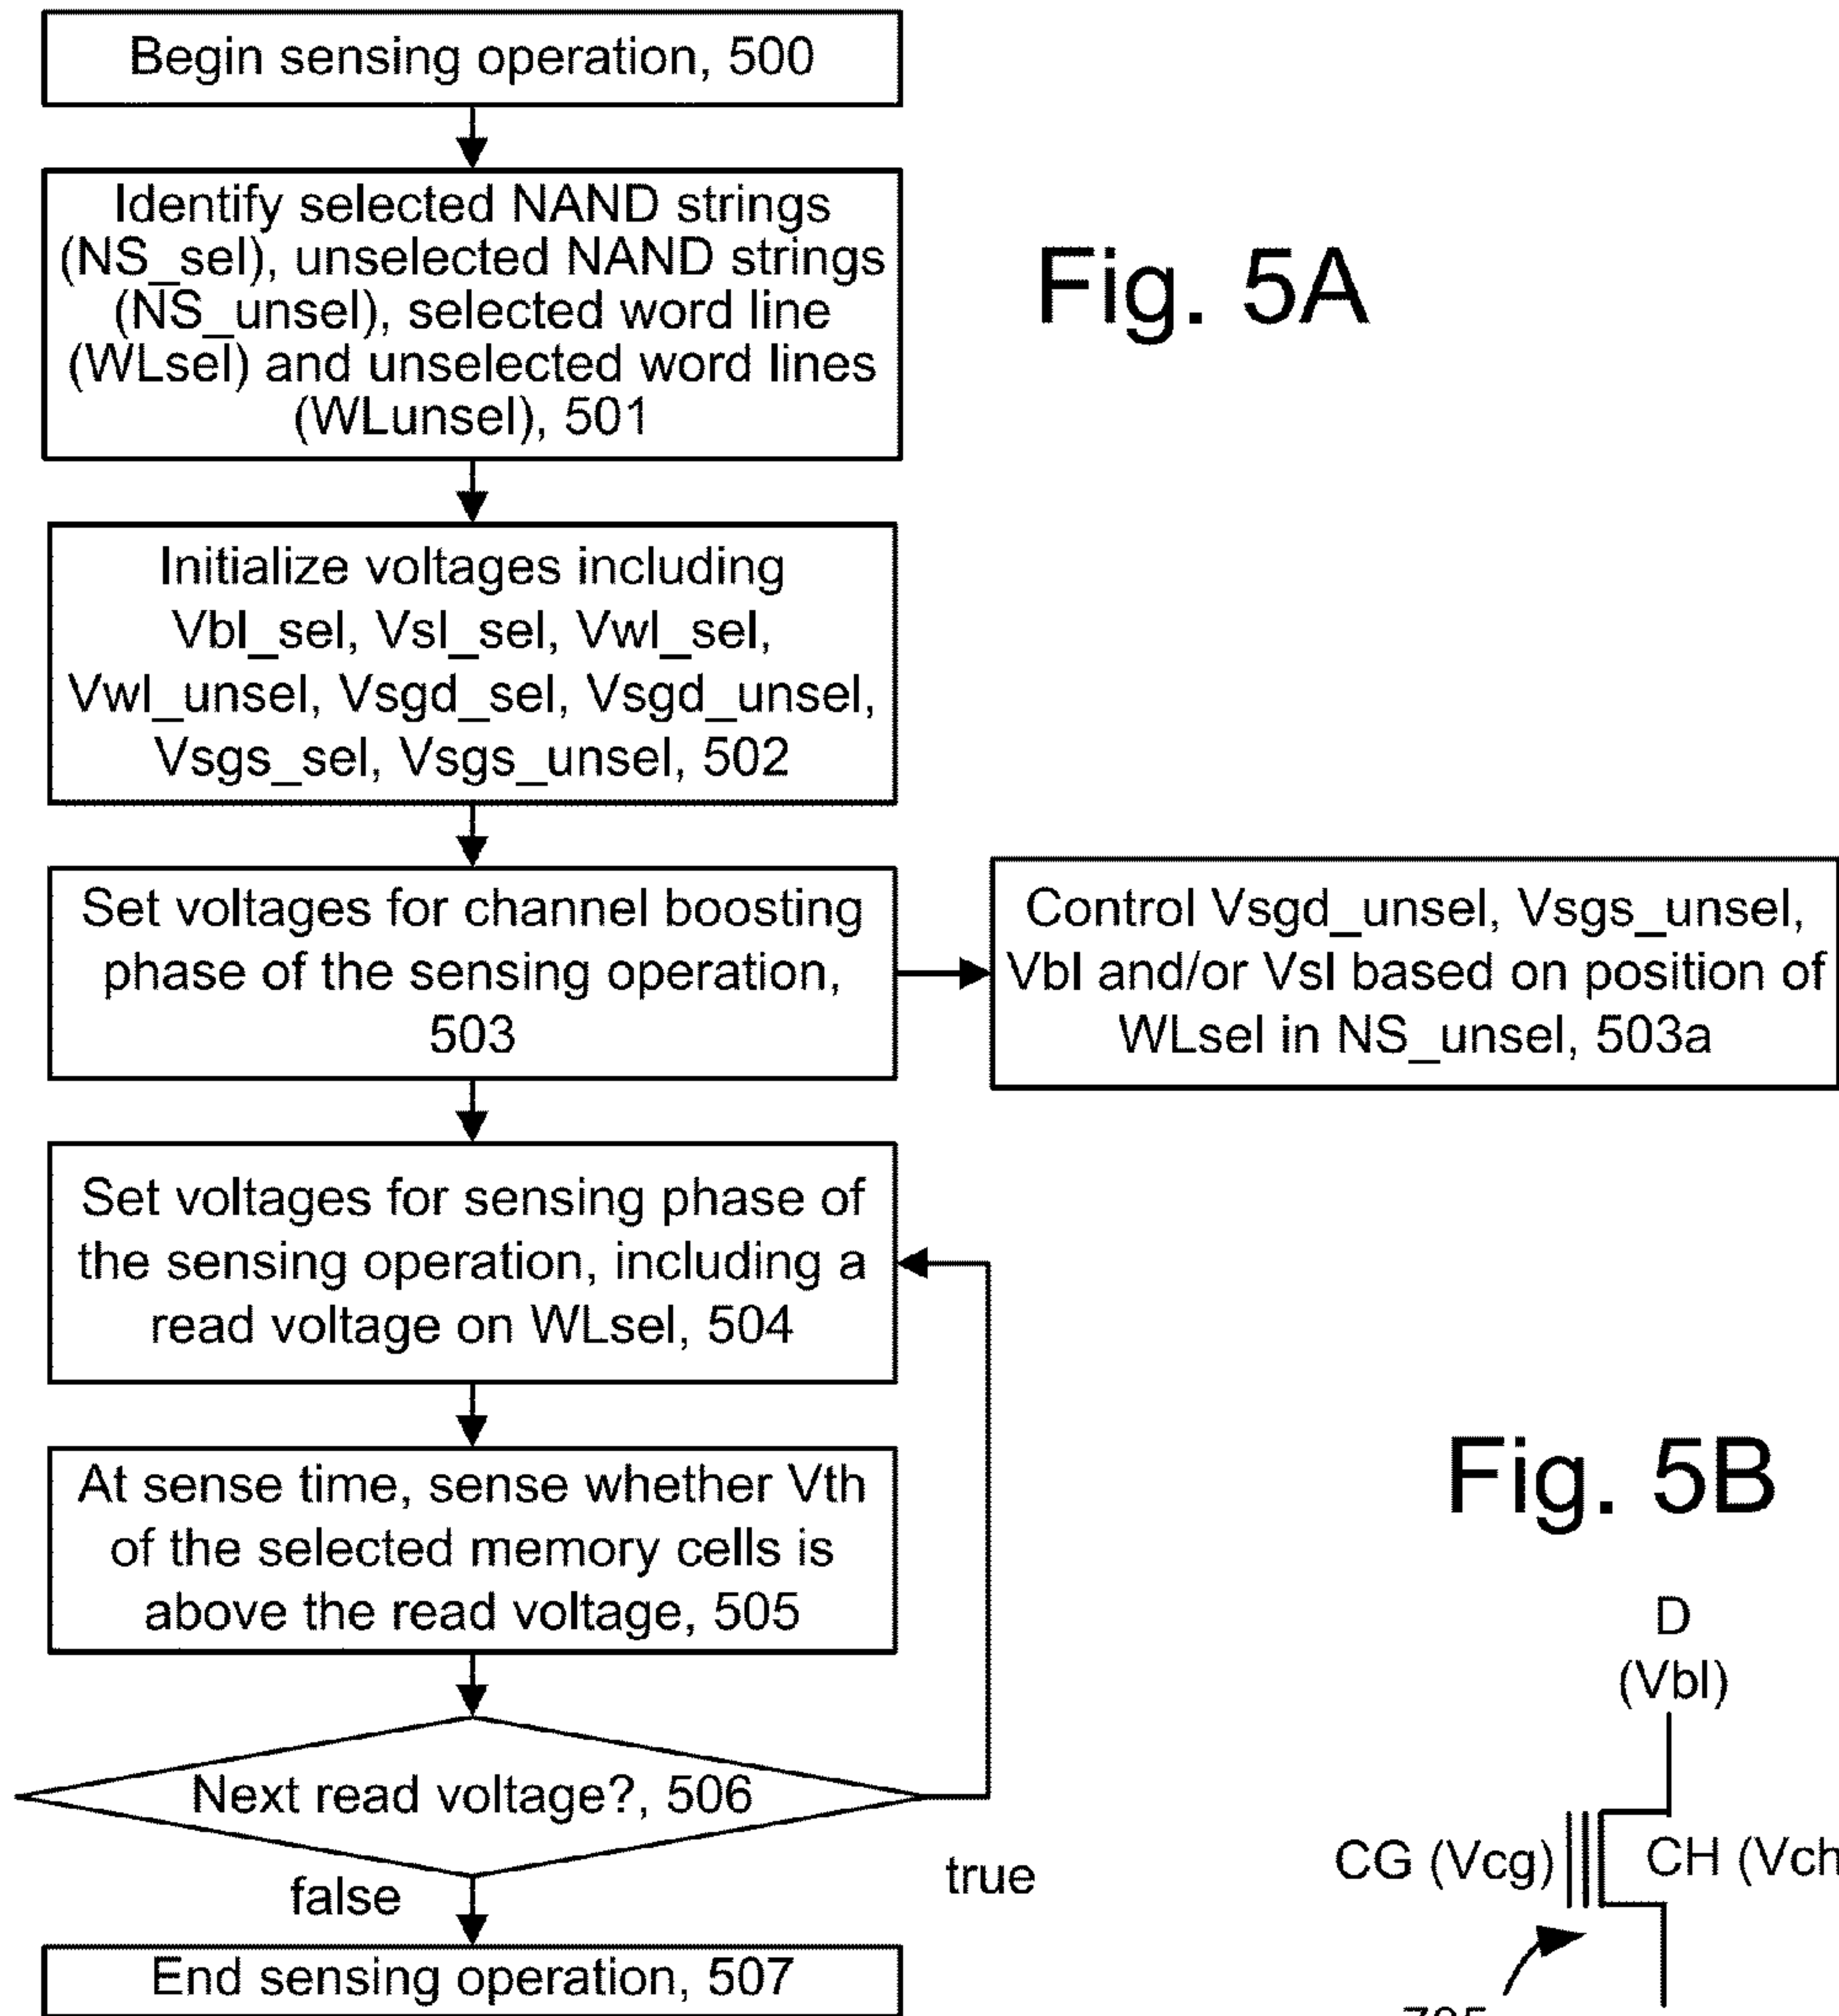 Begin sensing operation, 500
Identify selected NAND strings
(NS_sel), unselected NAND strings
(NS_unsel), selected word line
(WLsel) and unselected word lines
(WLunsel), 501
Fig. 5A
Initialize voltages including
Vbl_sel, Vsl_sel, Vwl_sel,
Vwl_unsel, Vsgd_sel, Vsgd_unsel,
Vsgs_sel, Vsgs_unsel, 502
Set voltages for channel boosting
phase of the sensing operation,
503
Control Vsgd_unsel, Vsgs_unsel,
Vbl and/or Vsl based on position of
WLsel in NS_unsel, 503a
Set voltages for sensing phase of
the sensing operation, including a
read voltage on WLsel, 504
At sense time, sense whether Vth
of the selected memory cells is
above the read voltage, 505
Next read voltage?, 506
true
false
End sensing operation, 507
Fig. 5B
D
(Vbl)
CG (Vcg)
CH (Vch